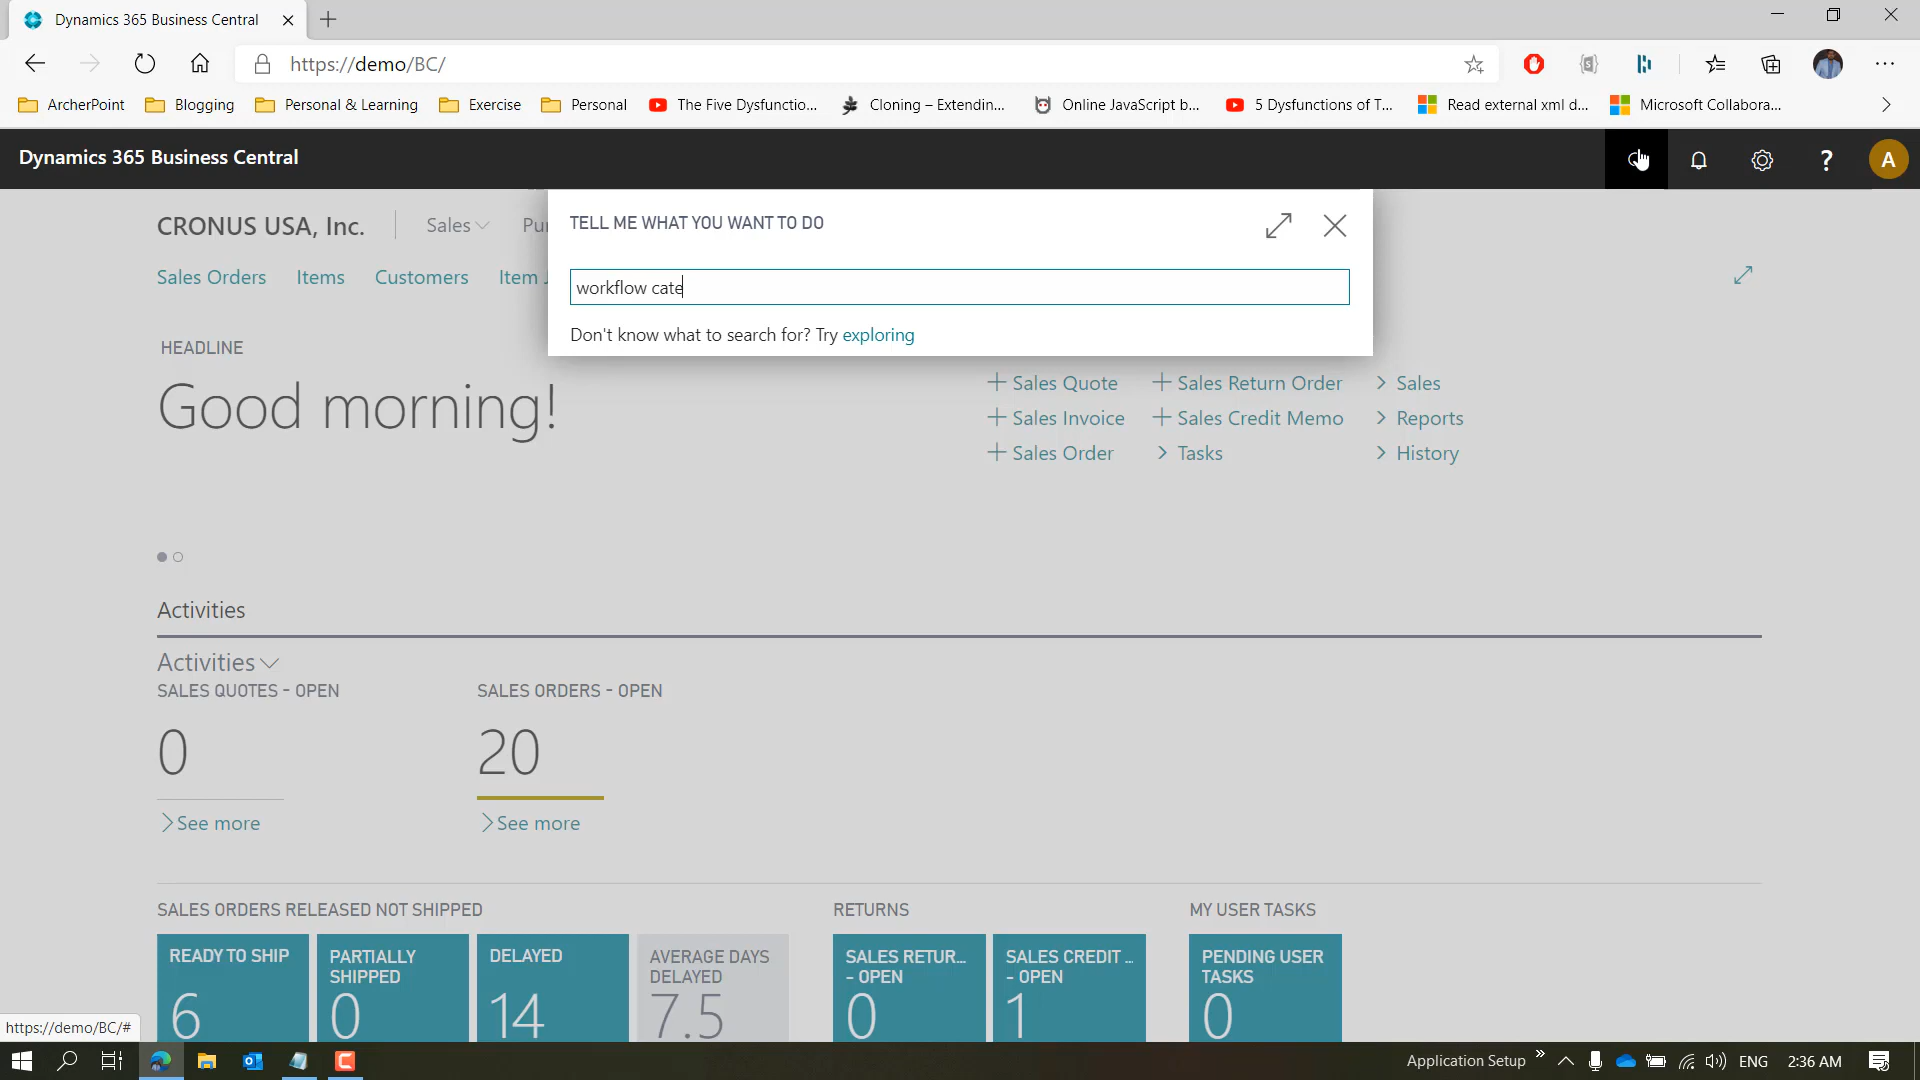 Dynamics 365 Business Central
https://demo/BC/
ArcherPoint
Blogging
Personal & Learning
Exercise
Personal
The Five Dysfunctio...
Cloning – Extendin...
Online JavaScript b...
5 Dysfunctions of T...
Read external xml d...
Microsoft Collabora...
Dynamics 365 Business Central
?
A
TELL ME WHAT YOU WANT TO DO
workflow cate
Don't know what to search for? Try exploring
CRONUS USA, Inc.
Sales
Pu
Sales Orders
Items
Customers
Item J
HEADLINE
Good morning!
Sales Quote
Sales Return Order
Sales
Sales Invoice
Sales Credit Memo
Reports
Sales Order
Tasks
History
Activities
Activities
SALES QUOTES - OPEN
SALES ORDERS - OPEN
0
20
See more
See more
SALES ORDERS RELEASED NOT SHIPPED
RETURNS
MY USER TASKS
READY TO SHIP
6
PARTIALLY
SHIPPED
0
DELAYED
14
AVERAGE DAYS
DELAYED
7.5
SALES RETUR...
- OPEN
0
SALES CREDIT ...
- OPEN
1
PENDING USER
TASKS
0
https://demo/BC/#
Application Setup
ENG
2:36 AM